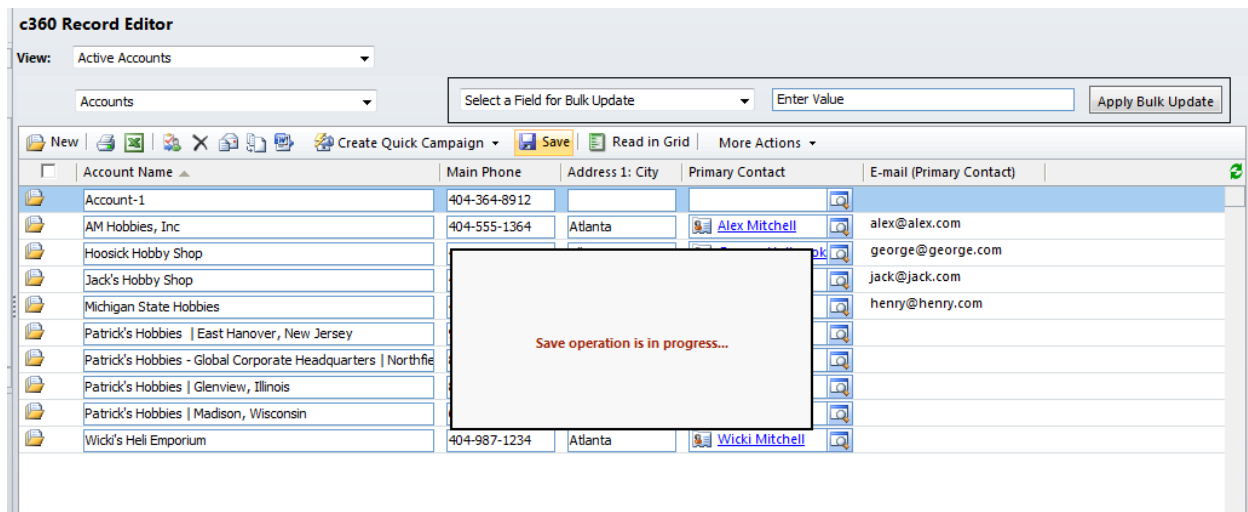 c360 Record Editor
View: Active Accounts
Accounts Select a Field for Bulk Update Enter Value Apply Bulk Update
New Create Quick Campaign Save Read in Grid More Actions
Account Name Main Phone Address 1: City Primary Contact E-mail (Primary Contact)
Account-1 404-364-8912
AM Hobbies, Inc 404-555-1364 Atlanta Alex Mitchell alex@alex.com
Hoosick Hobby Shop george@george.com
Jack's Hobby Shop jack@jack.com
Michigan State Hobbies henry@henry.com
Patrick's Hobbies | East Hanover, New Jersey
Save operation is in progress...
Patrick's Hobbies - Global Corporate Headquarters | Northfie
Patrick's Hobbies | Glenview, Illinois
Patrick's Hobbies | Madison, Wisconsin
Wicki's Heli Emporium 404-987-1234 Atlanta Wicki Mitchell